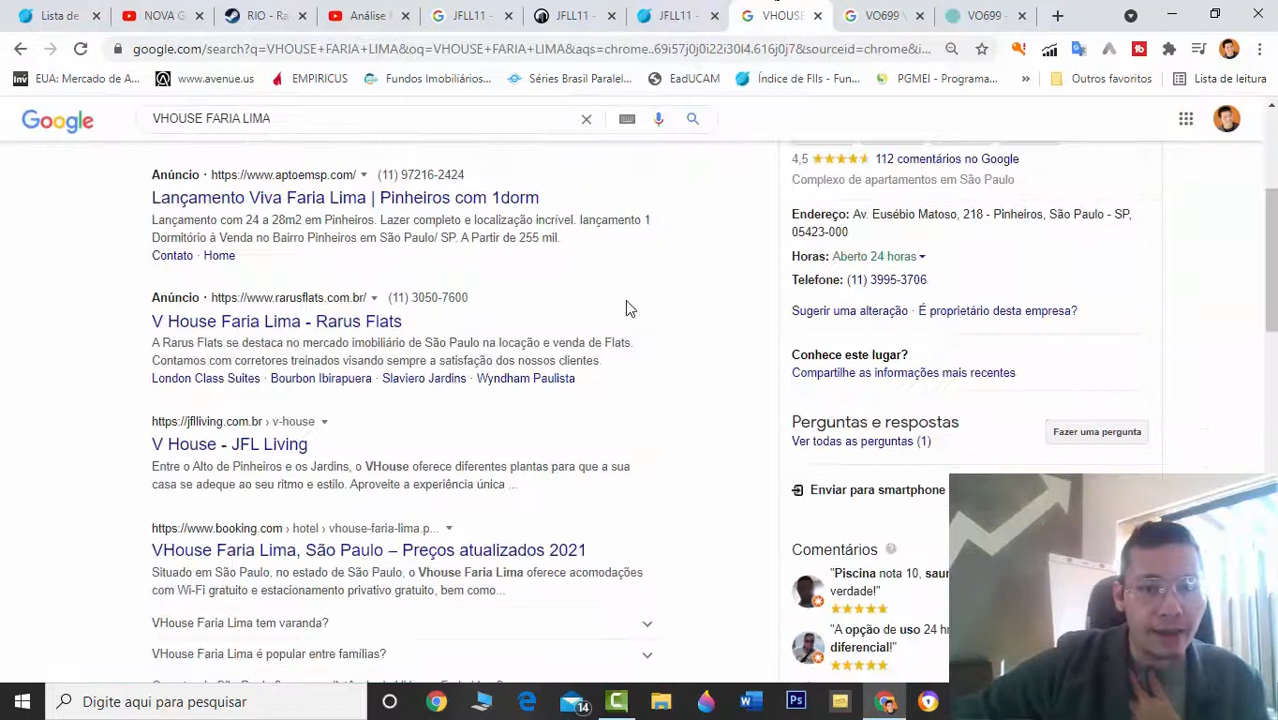 Lista de
NOVA G
RIO - Ra
Análise
JFLL11 -
JFLL11 -
JFLL11 -
VHOUS
VO699 \
VO699 -
google.com/search?q=VHOUSE+FARIA+LIMA&oq=VHOUSE+FARIA+LIMA&aqs=chrome..69i57j0j0i22i30l4.616j0j7&sourceid=chrome&i...
EUA: Mercado de A...
www.avenue.us
EMPIRICUS
Fundos Imobiliários...
Séries Brasil Paralel...
EadUCAM
Índice de FIIs - Fun...
PGMEI - Programa...
»
Outros favoritos
Lista de leitura
Google
VHOUSE FARIA LIMA
Anúncio · https://www.aptoemsp.com/ (11) 97216-2424
Lançamento Viva Faria Lima | Pinheiros com 1dorm
Lançamento com 24 a 28m2 em Pinheiros. Lazer completo e localização incrível. lançamento 1
Dormitório à Venda no Bairro Pinheiros em São Paulo/ SP. A Partir de 255 mil.
Contato · Home
Anúncio · https://www.rarusflats.com.br/ (11) 3050-7600
V House Faria Lima - Rarus Flats
A Rarus Flats se destaca no mercado imobiliário de São Paulo na locação e venda de Flats.
Contamos com corretores treinados visando sempre a satisfação dos nossos clientes.
London Class Suites · Bourbon Ibirapuera · Slaviero Jardins · Wyndham Paulista
https://jflliving.com.br › v-house
V House - JFL Living
Entre o Alto de Pinheiros e os Jardins, o VHouse oferece diferentes plantas para que a sua
casa se adeque ao seu ritmo e estilo. Aproveite a experiência única ...
https://www.booking.com › hotel › vhouse-faria-lima.p...
VHouse Faria Lima, São Paulo – Preços atualizados 2021
Situado em São Paulo, no estado de São Paulo, o Vhouse Faria Lima oferece acomodações
com Wi-Fi gratuito e estacionamento privativo gratuito, bem como...
VHouse Faria Lima tem varanda?
VHouse Faria Lima é popular entre famílias?
4,5 112 comentários no Google
Complexo de apartamentos em São Paulo
Endereço: Av. Eusébio Matoso, 218 - Pinheiros, São Paulo - SP,
05423-000
Horas: Aberto 24 horas
Telefone: (11) 3995-3706
Sugerir uma alteração · É proprietário desta empresa?
Conhece este lugar?
Compartilhe as informações mais recentes
Perguntas e respostas
Fazer uma pergunta
Ver todas as perguntas (1)
Enviar para smartphone
Comentários
"Piscina nota 10, saun
verdade!"
"A opção de uso 24 hr
diferencial!"
Digite aqui para pesquisar
14